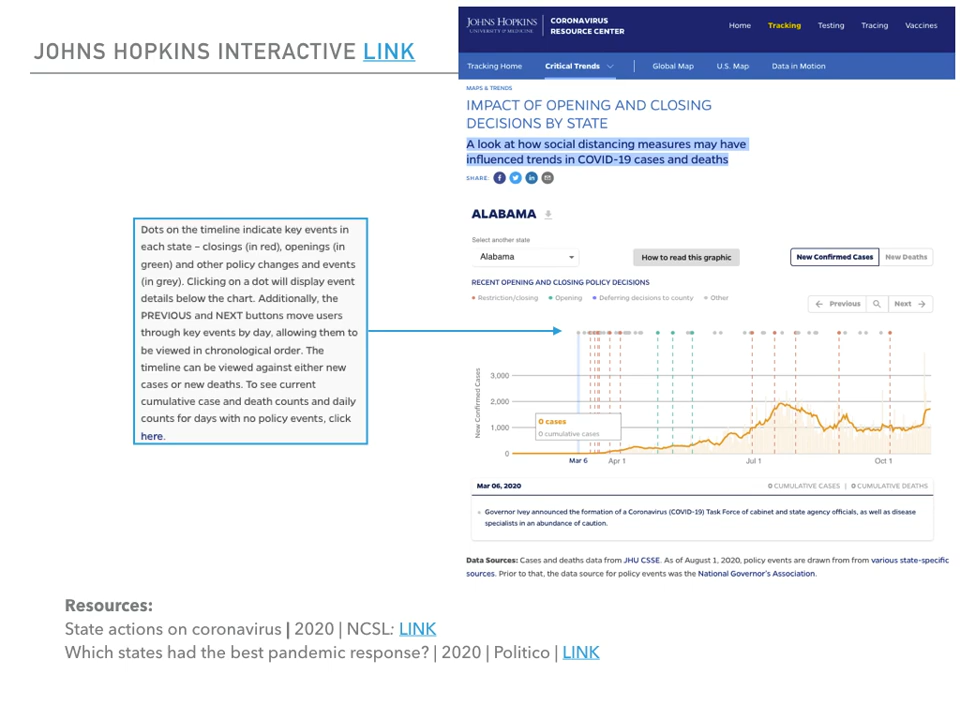 JOHNS HOPKINS INTERACTIVE LINK
JOHNS HOPKINS
UNIVERSITY & MEDICINE
CORONAVIRUS
RESOURCE CENTER
Home Tracking Testing Tracing Vaccines
Tracking Home Critical Trends Global Map U.S. Map Data in Motion
MAPS & TRENDS
IMPACT OF OPENING AND CLOSING
DECISIONS BY STATE
A look at how social distancing measures may have
influenced trends in COVID-19 cases and deaths
SHARE:
ALABAMA
Select another state
Alabama
How to read this graphic
New Confirmed Cases New Deaths
RECENT OPENING AND CLOSING POLICY DECISIONS
Restriction/closing Opening Deferring decisions to county Other
Previous Next
New Confirmed Cases
3,000
2,000
1,000
0
0 cases
0 cumulative cases
Mar 6 Apr 1 Jul 1 Oct 1
Mar 06, 2020 0 CUMULATIVE CASES | 0 CUMULATIVE DEATHS
Governor Ivey announced the formation of a Coronavirus (COVID-19) Task Force of cabinet and state agency officials, as well as disease
specialists in an abundance of caution.
Data Sources: Cases and deaths data from JHU CSSE. As of August 1, 2020, policy events are drawn from from various state-specific
sources. Prior to that, the data source for policy events was the National Governor's Association.
Dots on the timeline indicate key events in
each state – closings (in red), openings (in
green) and other policy changes and events
(in grey). Clicking on a dot will display event
details below the chart. Additionally, the
PREVIOUS and NEXT buttons move users
through key events by day, allowing them to
be viewed in chronological order. The
timeline can be viewed against either new
cases or new deaths. To see current
cumulative case and death counts and daily
counts for days with no policy events, click
here.
Resources:
State actions on coronavirus | 2020 | NCSL: LINK
Which states had the best pandemic response? | 2020 | Politico | LINK